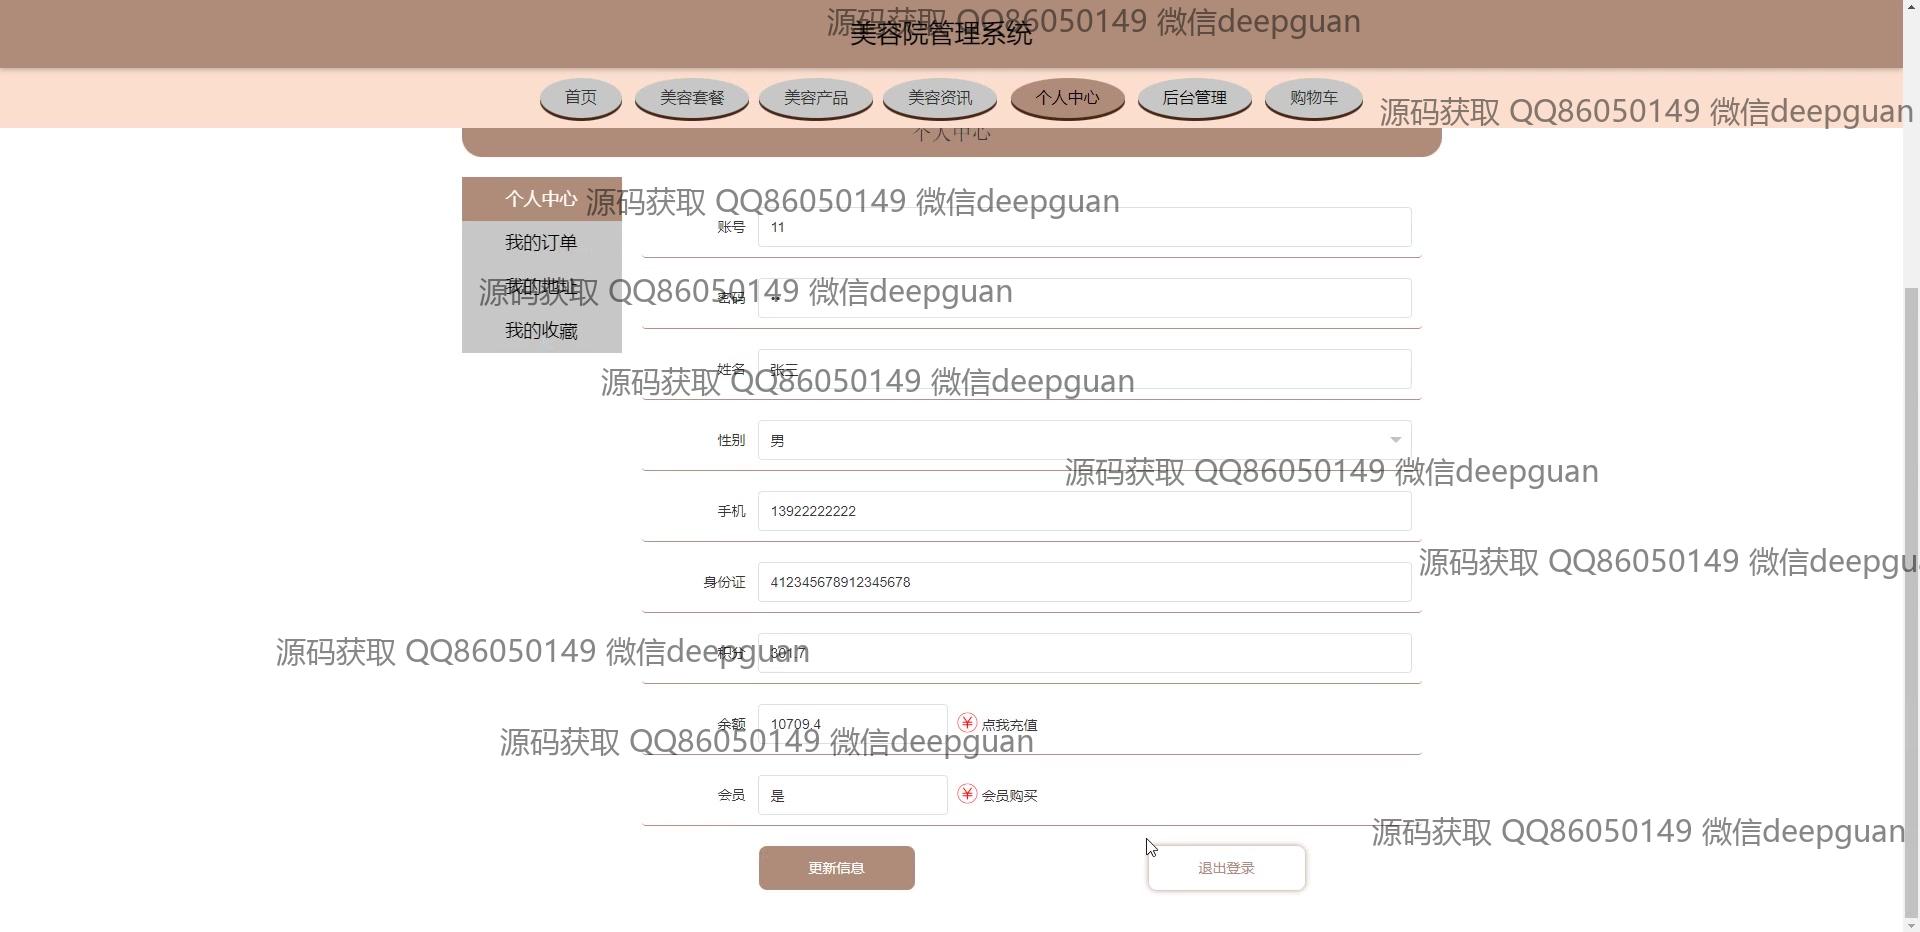 源码获取 QQ86050149 微信deepguan
美容院管理系统
首页 美容套餐 美容产品 美容资讯 个人中心 后台管理 购物车
源码获取 QQ86050149 微信deepguan
个人中心
个人中心
源码获取 QQ86050149 微信deepguan
账号 11
我的订单
我的地址
源码获取 QQ86050149 微信deepguan
密码 ••
我的收藏
姓名 张三
源码获取 QQ86050149 微信deepguan
性别 男
源码获取 QQ86050149 微信deepguan
手机 13922222222
源码获取 QQ86050149 微信deepgu
身份证 412345678912345678
源码获取 QQ86050149 微信deepguan
积分 301.7
余额 10709.4 ¥ 点我充值
源码获取 QQ86050149 微信deepguan
会员 是 ¥ 会员购买
源码获取 QQ86050149 微信deepguan
更新信息 退出登录